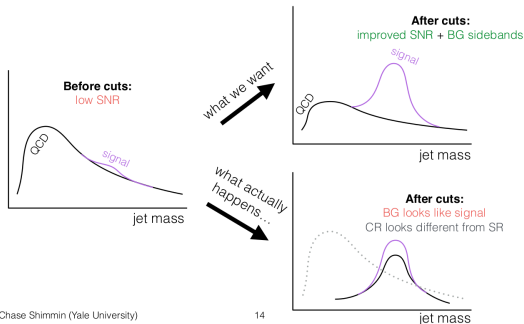 Before cuts:
low SNR
QCD
signal
jet mass
what we want
After cuts:
improved SNR + BG sidebands
signal
QCD
jet mass
what actually
happens...
After cuts:
BG looks like signal
CR looks different from SR
jet mass
Chase Shimmin (Yale University)
14